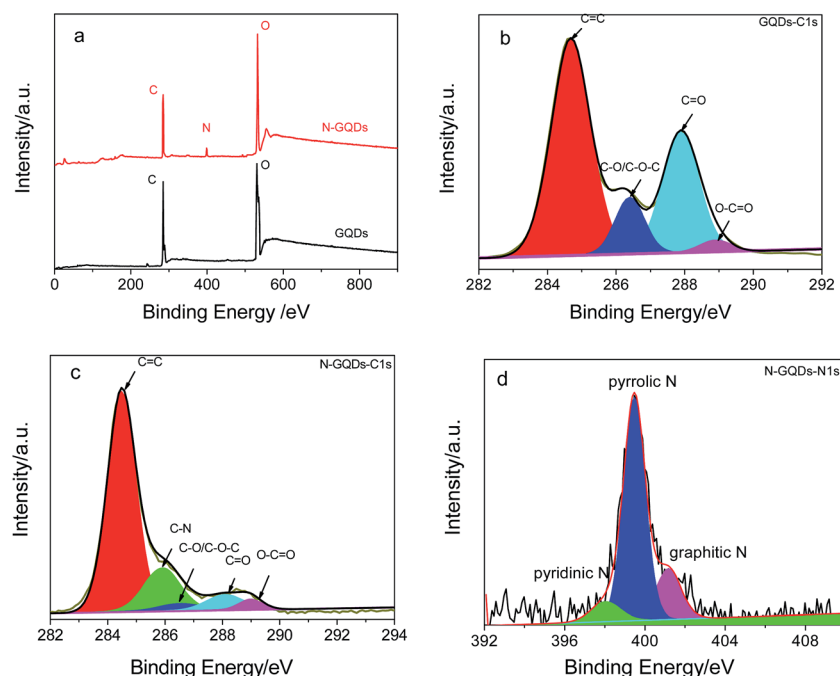 a
O
C
N
N-GQDs
O
C
GQDs
Intensity/a.u.
0 200 400 600 800
Binding Energy /eV
b
GQDs-C1s
C=C
C=O
C-O/C-O-C
O-C=O
Intensity/a.u.
282 284 286 288 290 292
Binding Energy/eV
c
N-GQDs-C1s
C=C
C-N
C-O/C-O-C
C=O
O-C=O
Intensity/a.u.
282 284 286 288 290 292 294
Binding Energy/eV
d
N-GQDs-N1s
pyrrolic N
graphitic N
pyridinic N
Intensity/a.u.
392 396 400 404 408
Binding Energy/eV